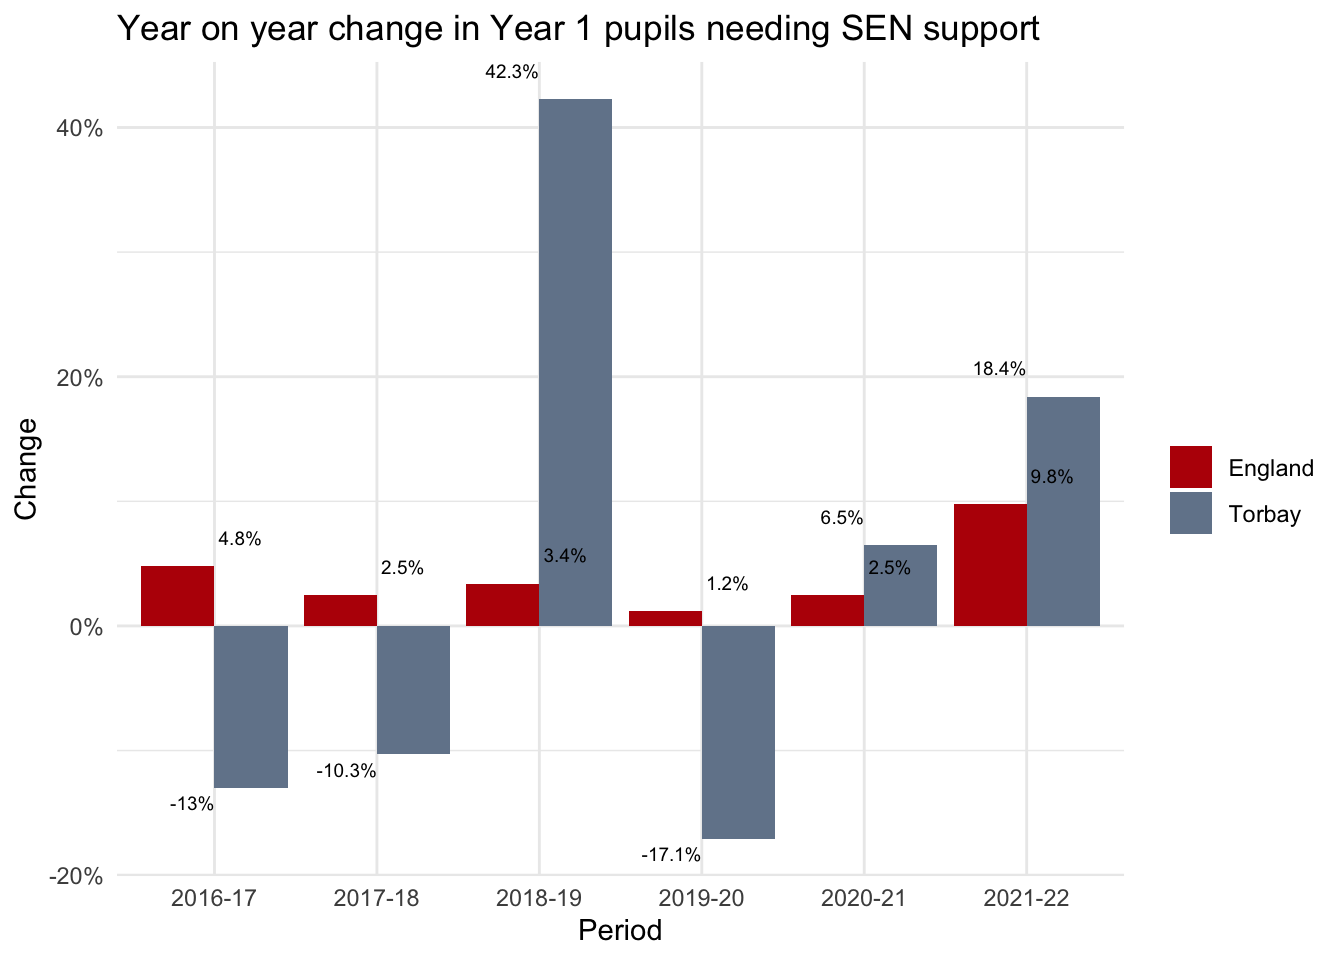 Year on year change in Year 1 pupils needing SEN support
42.3%
40%
20%
18.4%
9.8%
6.5%
4.8%
2.5%
3.4%
1.2%
2.5%
0%
-10.3%
-13%
-17.1%
-20%
Change
2016-17 2017-18 2018-19 2019-20 2020-21 2021-22
Period
England
Torbay